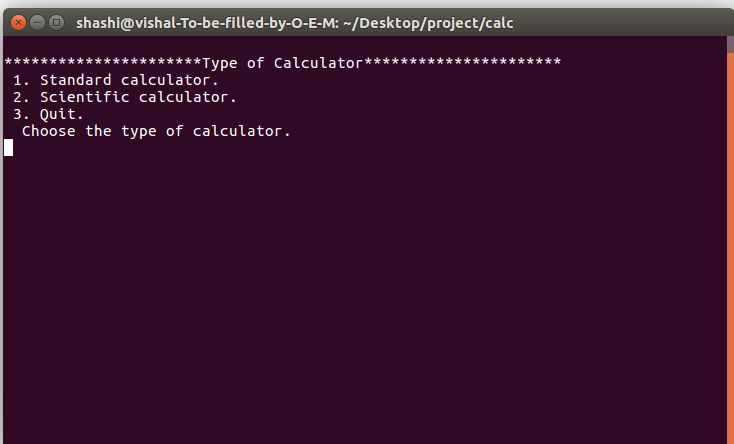 shashi@vishal-To-be-filled-by-O-E-M: ~/Desktop/project/calc
**********************Type of Calculator**********************
1. Standard calculator.
2. Scientific calculator.
3. Quit.
Choose the type of calculator.